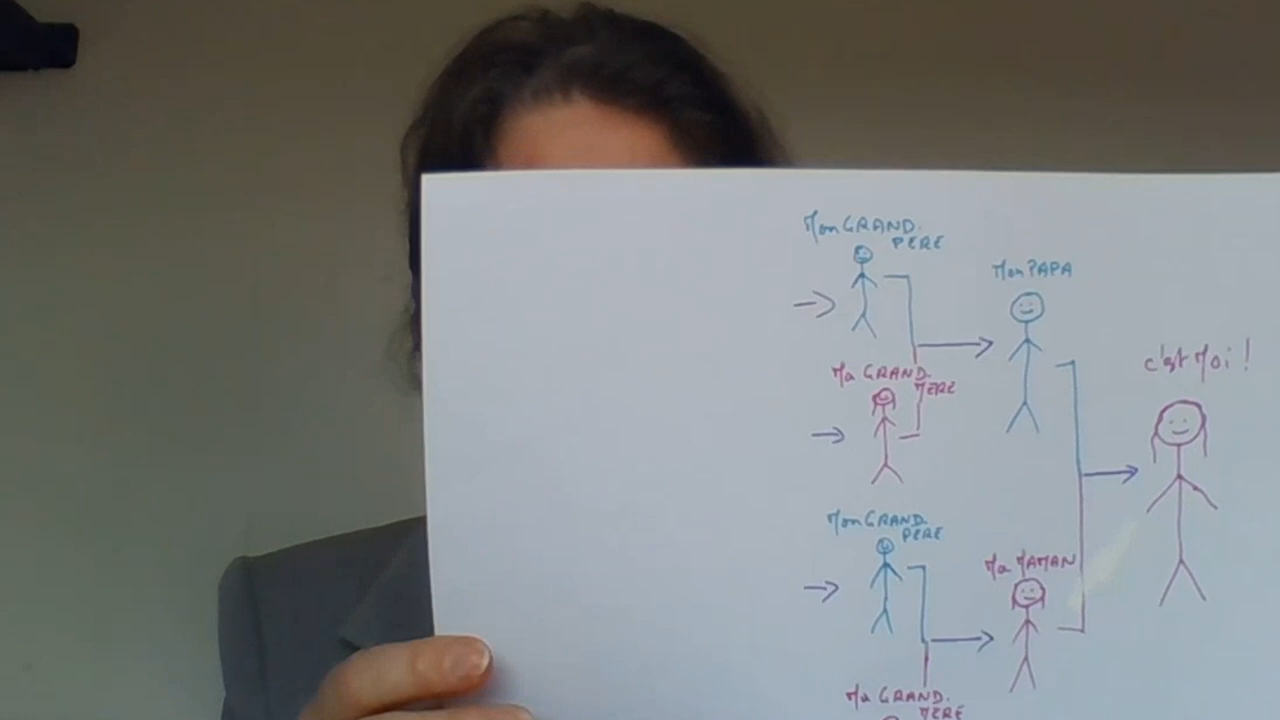 Mon GRAND.
PERE
Mon PAPA
c'est Moi !
Ma GRAND.
MERE
Mon GRAND.
PERE
Ma MAMAN
Ma GRAND.
MERE